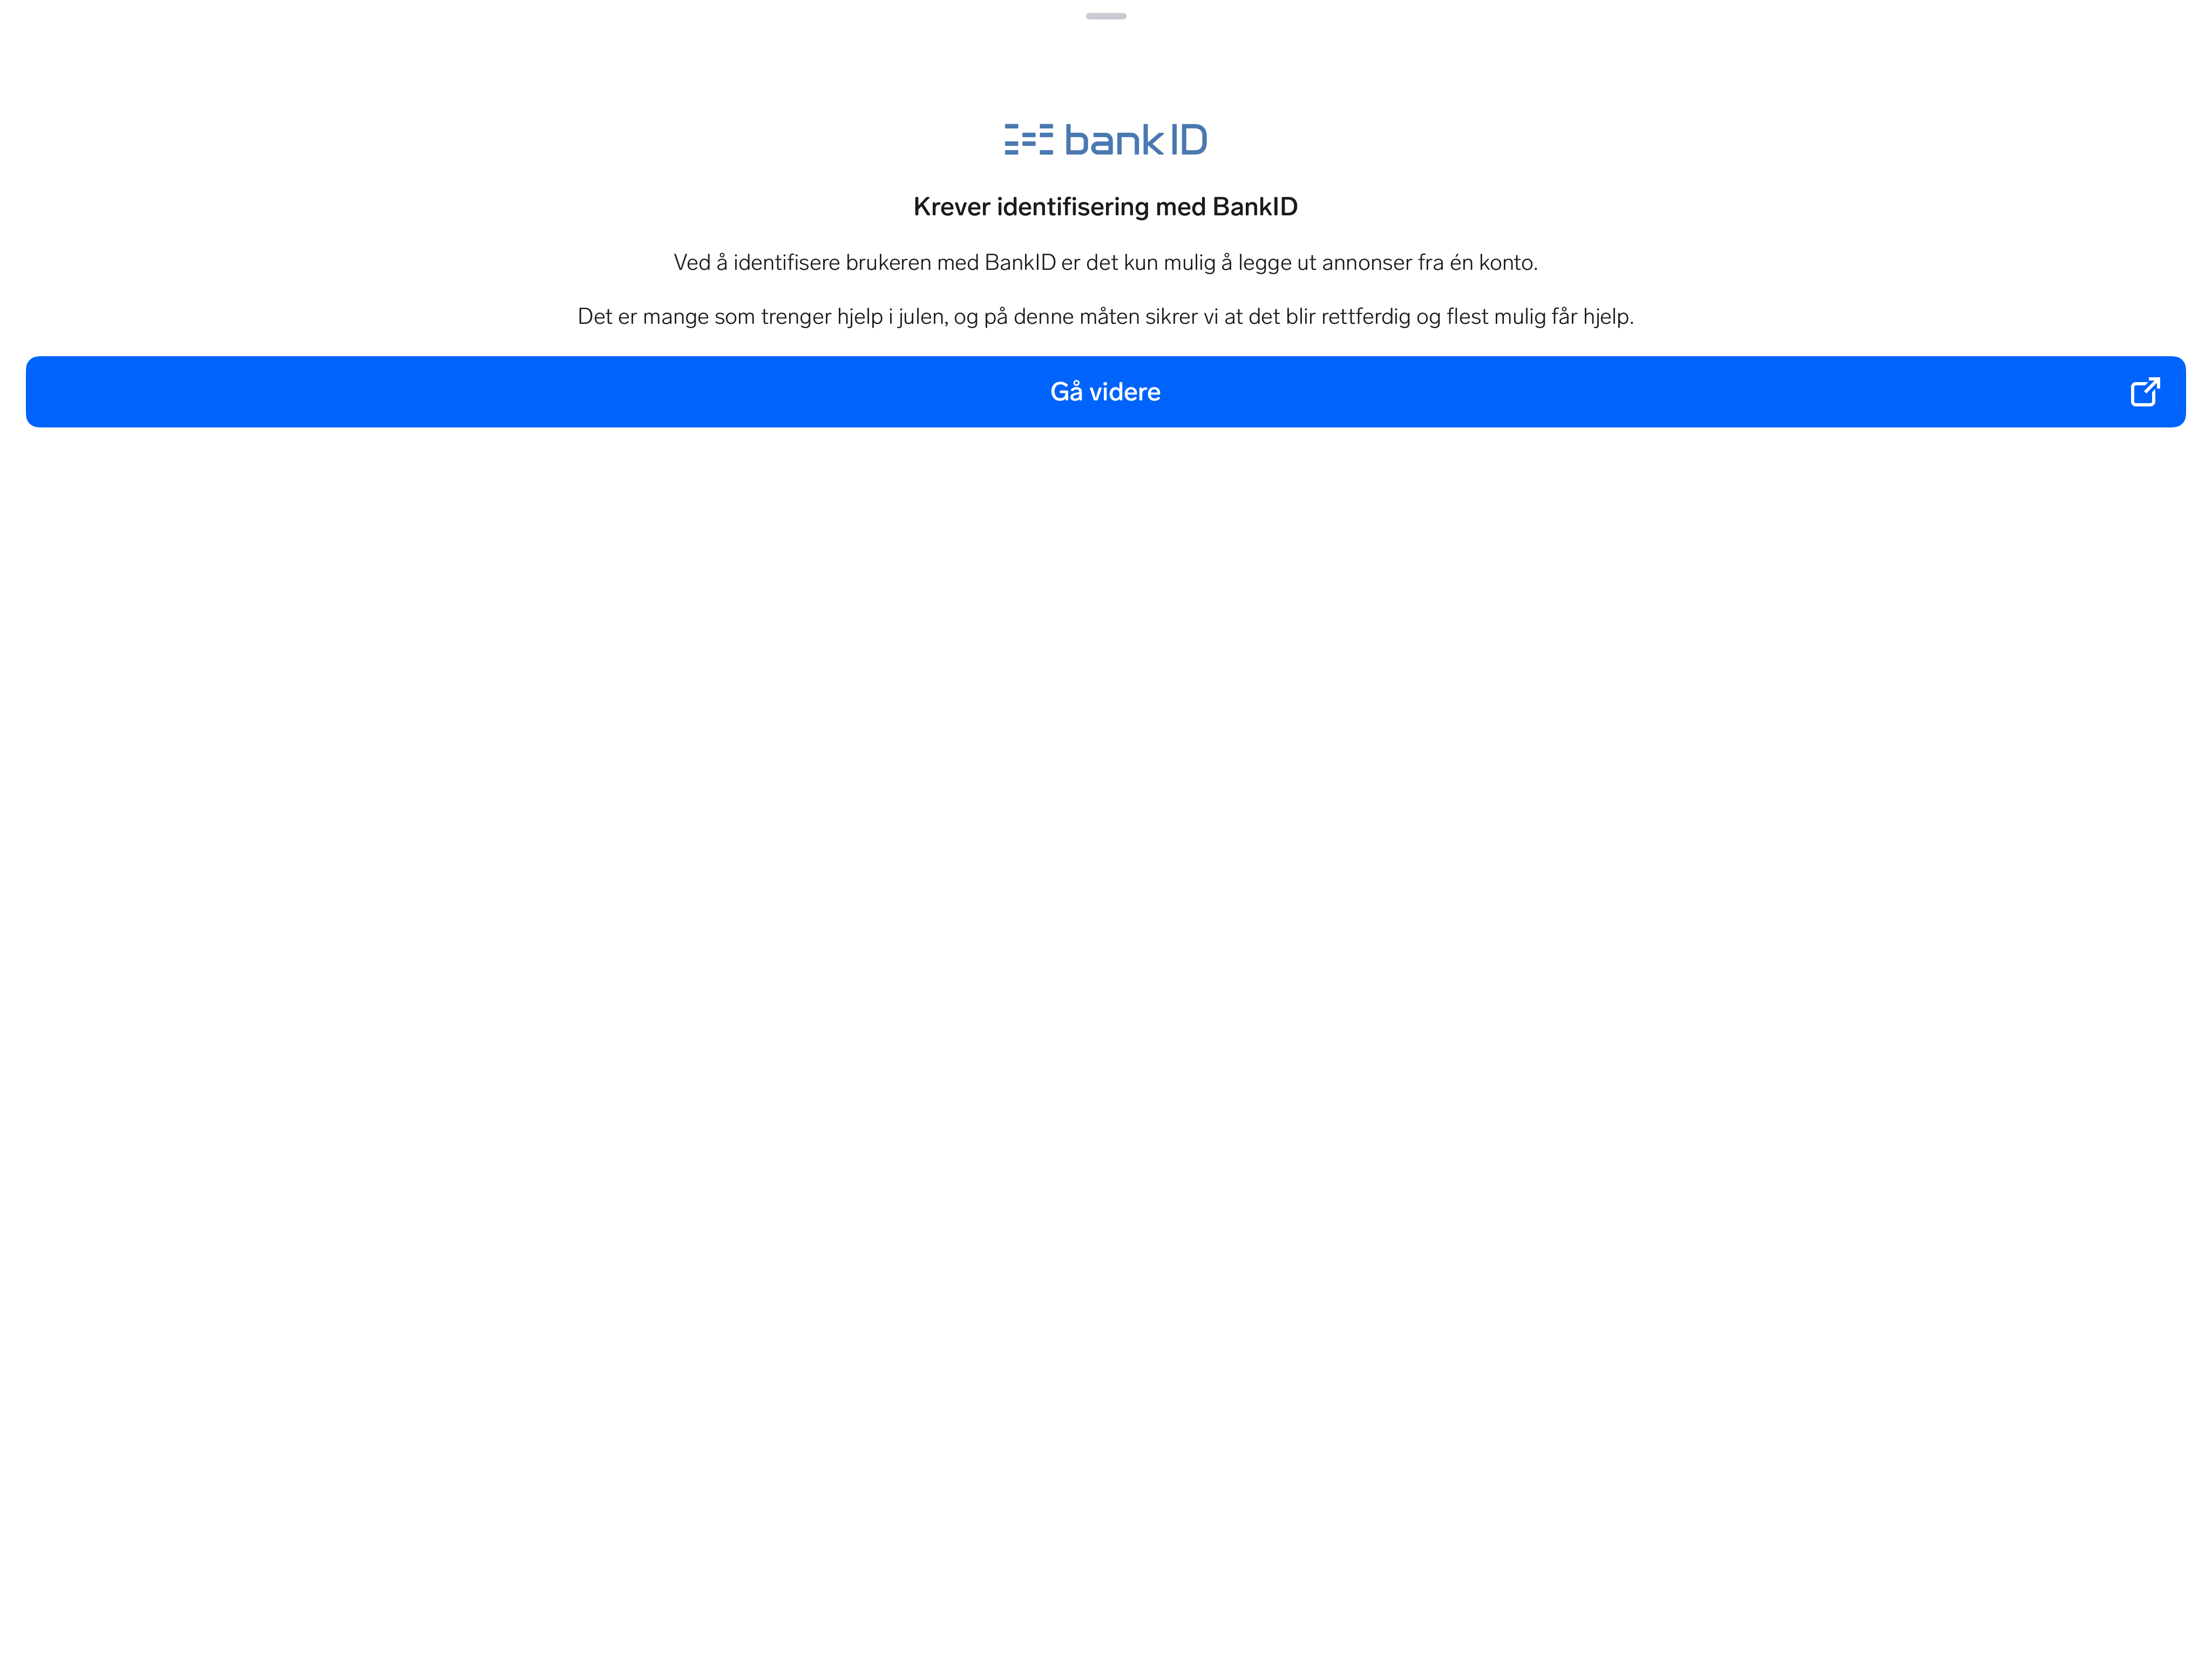 bankID
Krever identifisering med BankID
Ved å identifisere brukeren med BankID er det kun mulig å legge ut annonser fra én konto.
Det er mange som trenger hjelp i julen, og på denne måten sikrer vi at det blir rettferdig og flest mulig får hjelp.
Gå videre